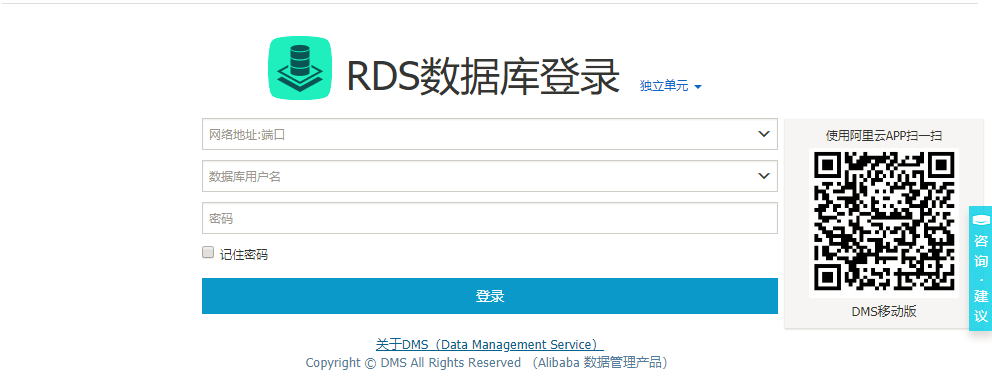 RDS数据库登录 独立单元
网络地址:端口
数据库用户名
密码
记住密码
登录
使用阿里云APP扫一扫
DMS移动版
咨询·建议
关于DMS（Data Management Service）
Copyright © DMS All Rights Reserved （Alibaba 数据管理产品）